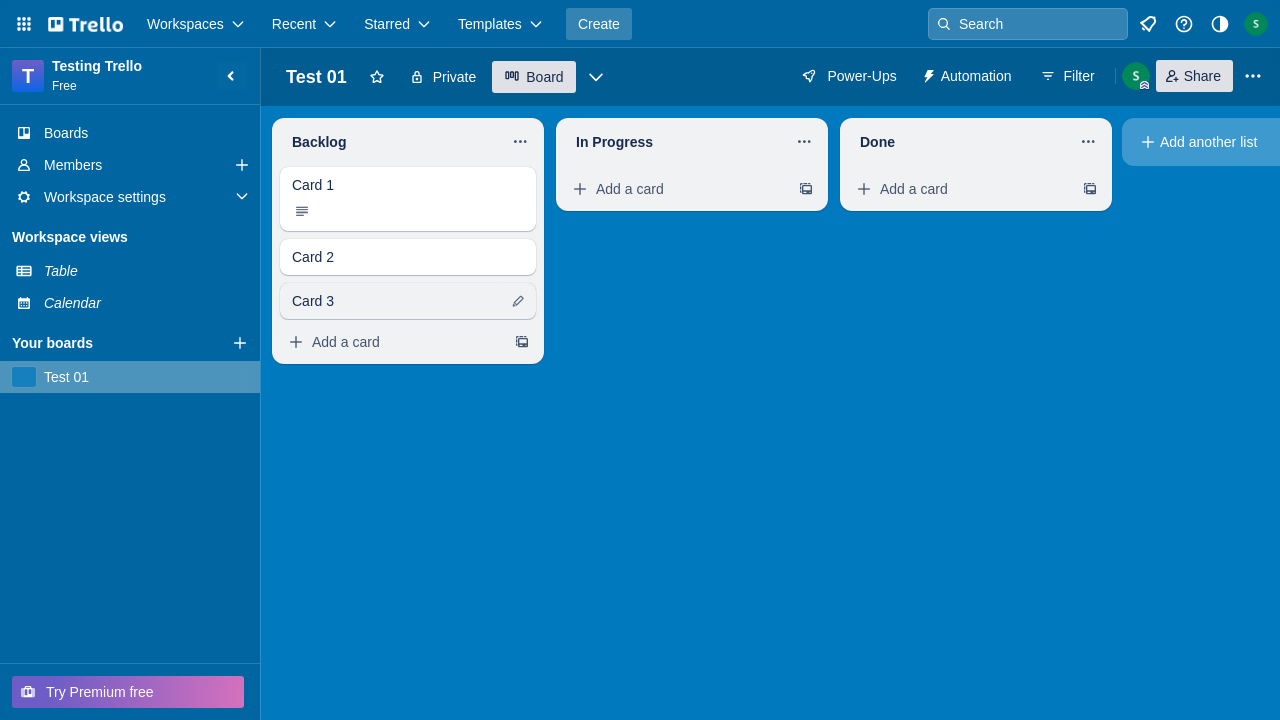 Trello
Workspaces
Recent
Starred
Templates
Create
Search
S
T
Testing Trello
Free
Test 01
Private
Board
Power-Ups
Automation
Filter
S
Share
Boards
Members
Workspace settings
Workspace views
Table
Calendar
Your boards
Test 01
Try Premium free
Backlog
Card 1
Card 2
Card 3
Add a card
In Progress
Add a card
Done
Add a card
Add another list